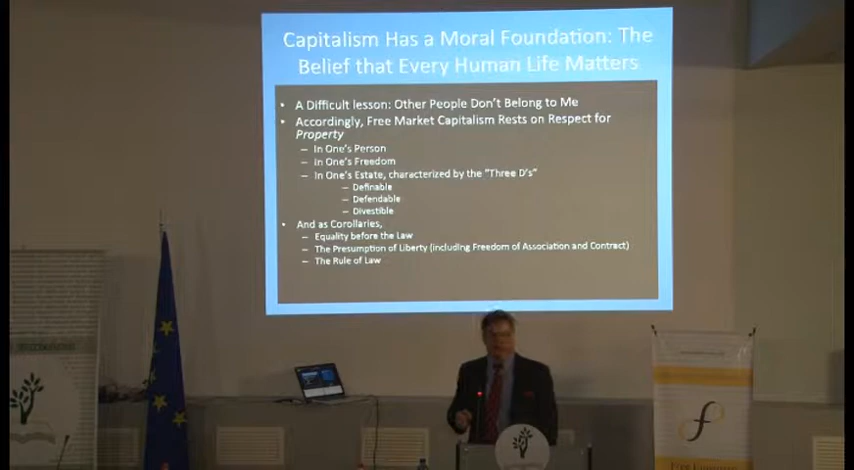 Capitalism Has a Moral Foundation: The
Belief that Every Human Life Matters
• A Difficult lesson: Other People Don't Belong to Me
• Accordingly, Free Market Capitalism Rests on Respect for
Property
– In One's Person
– In One's Freedom
– In One's Estate, characterized by the "Three D's"
– Definable
– Defendable
– Divestible
• And as Corollaries,
– Equality before the Law
– The Presumption of Liberty (including Freedom of Association and Contract)
– The Rule of Law